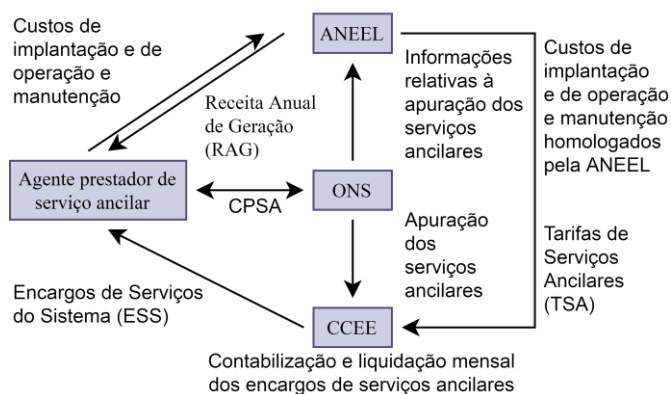 Custos de
implantação e de
operação e
manutenção
ANEEL
Receita Anual
de Geração
(RAG)
Informações
relativas à
apuração dos
serviços
ancilares
Custos de
implantação
e de operação
e manutenção
homologados
pela ANEEL
Agente prestador de
serviço ancilar
CPSA
ONS
Apuração
dos
serviços
ancilares
Tarifas de
Serviços
Ancilares
(TSA)
Encargos de Serviços
do Sistema (ESS)
CCEE
Contabilização e liquidação mensal
dos encargos de serviços ancilares